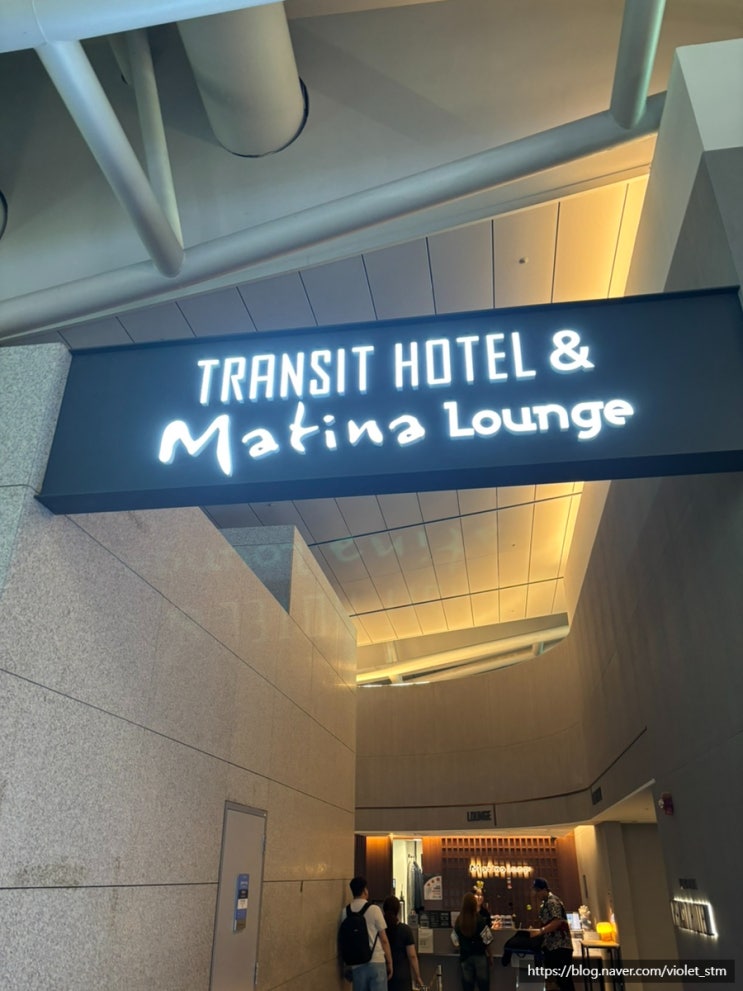 TRANSIT HOTEL &
Matina Lounge
LOUNGE
https://blog.naver.com/violet_stm